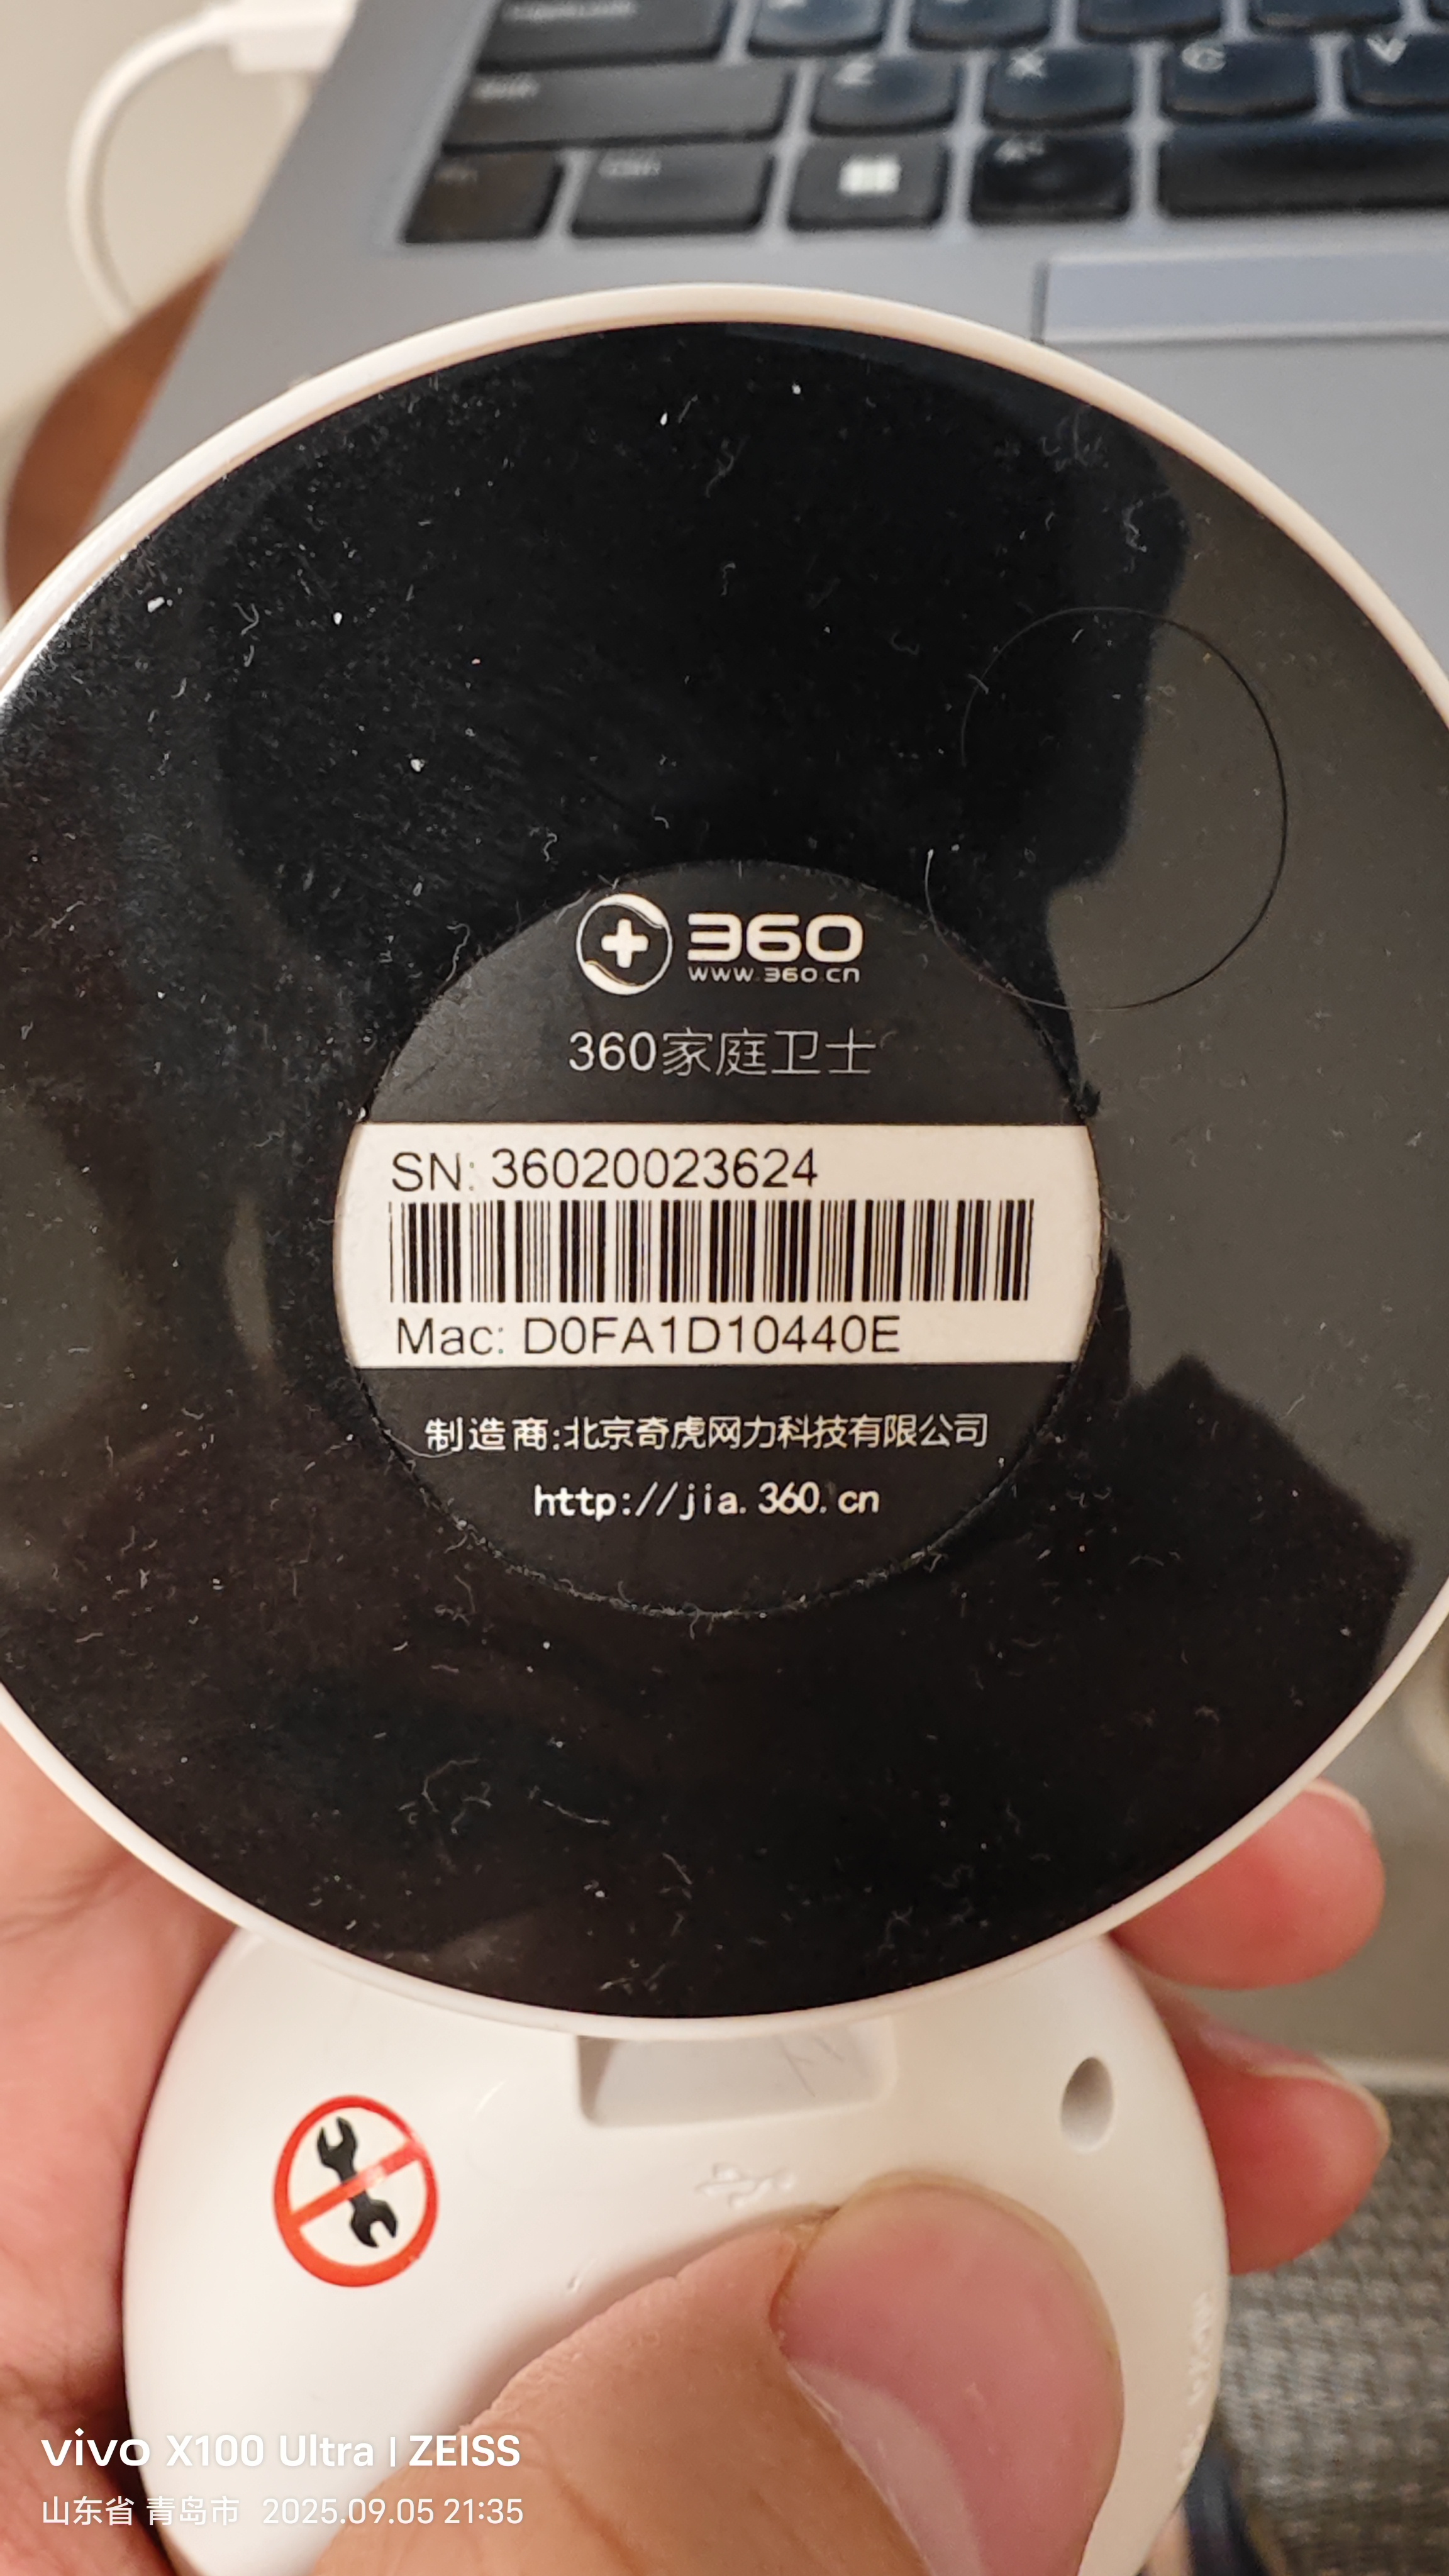 Z X C V
360
www.360.cn
360家庭卫士
SN: 36020023624
Mac: D0FA1D10440E
制造商:北京奇虎网力科技有限公司
http://jia.360.cn
vivo X100 Ultra | ZEISS
山东省 青岛市 2025.09.05 21:35